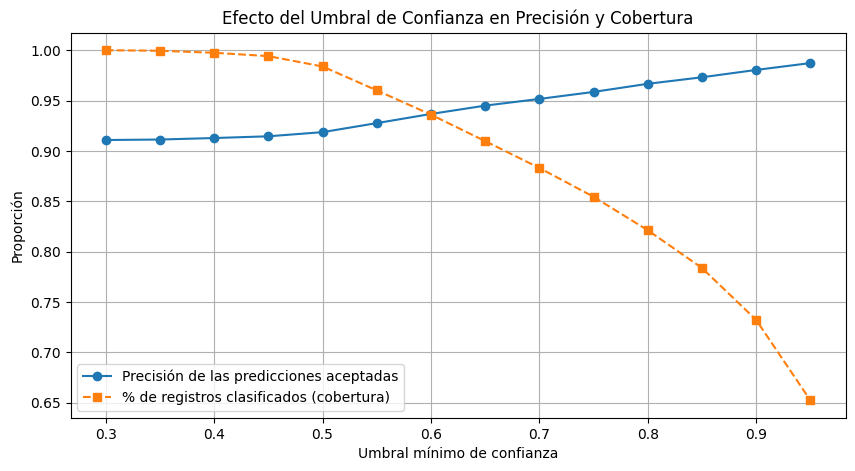 Efecto del Umbral de Confianza en Precisión y Cobertura
Proporción
1.00
0.95
0.90
0.85
0.80
0.75
0.70
0.65
Precisión de las predicciones aceptadas
% de registros clasificados (cobertura)
0.3 0.4 0.5 0.6 0.7 0.8 0.9
Umbral mínimo de confianza